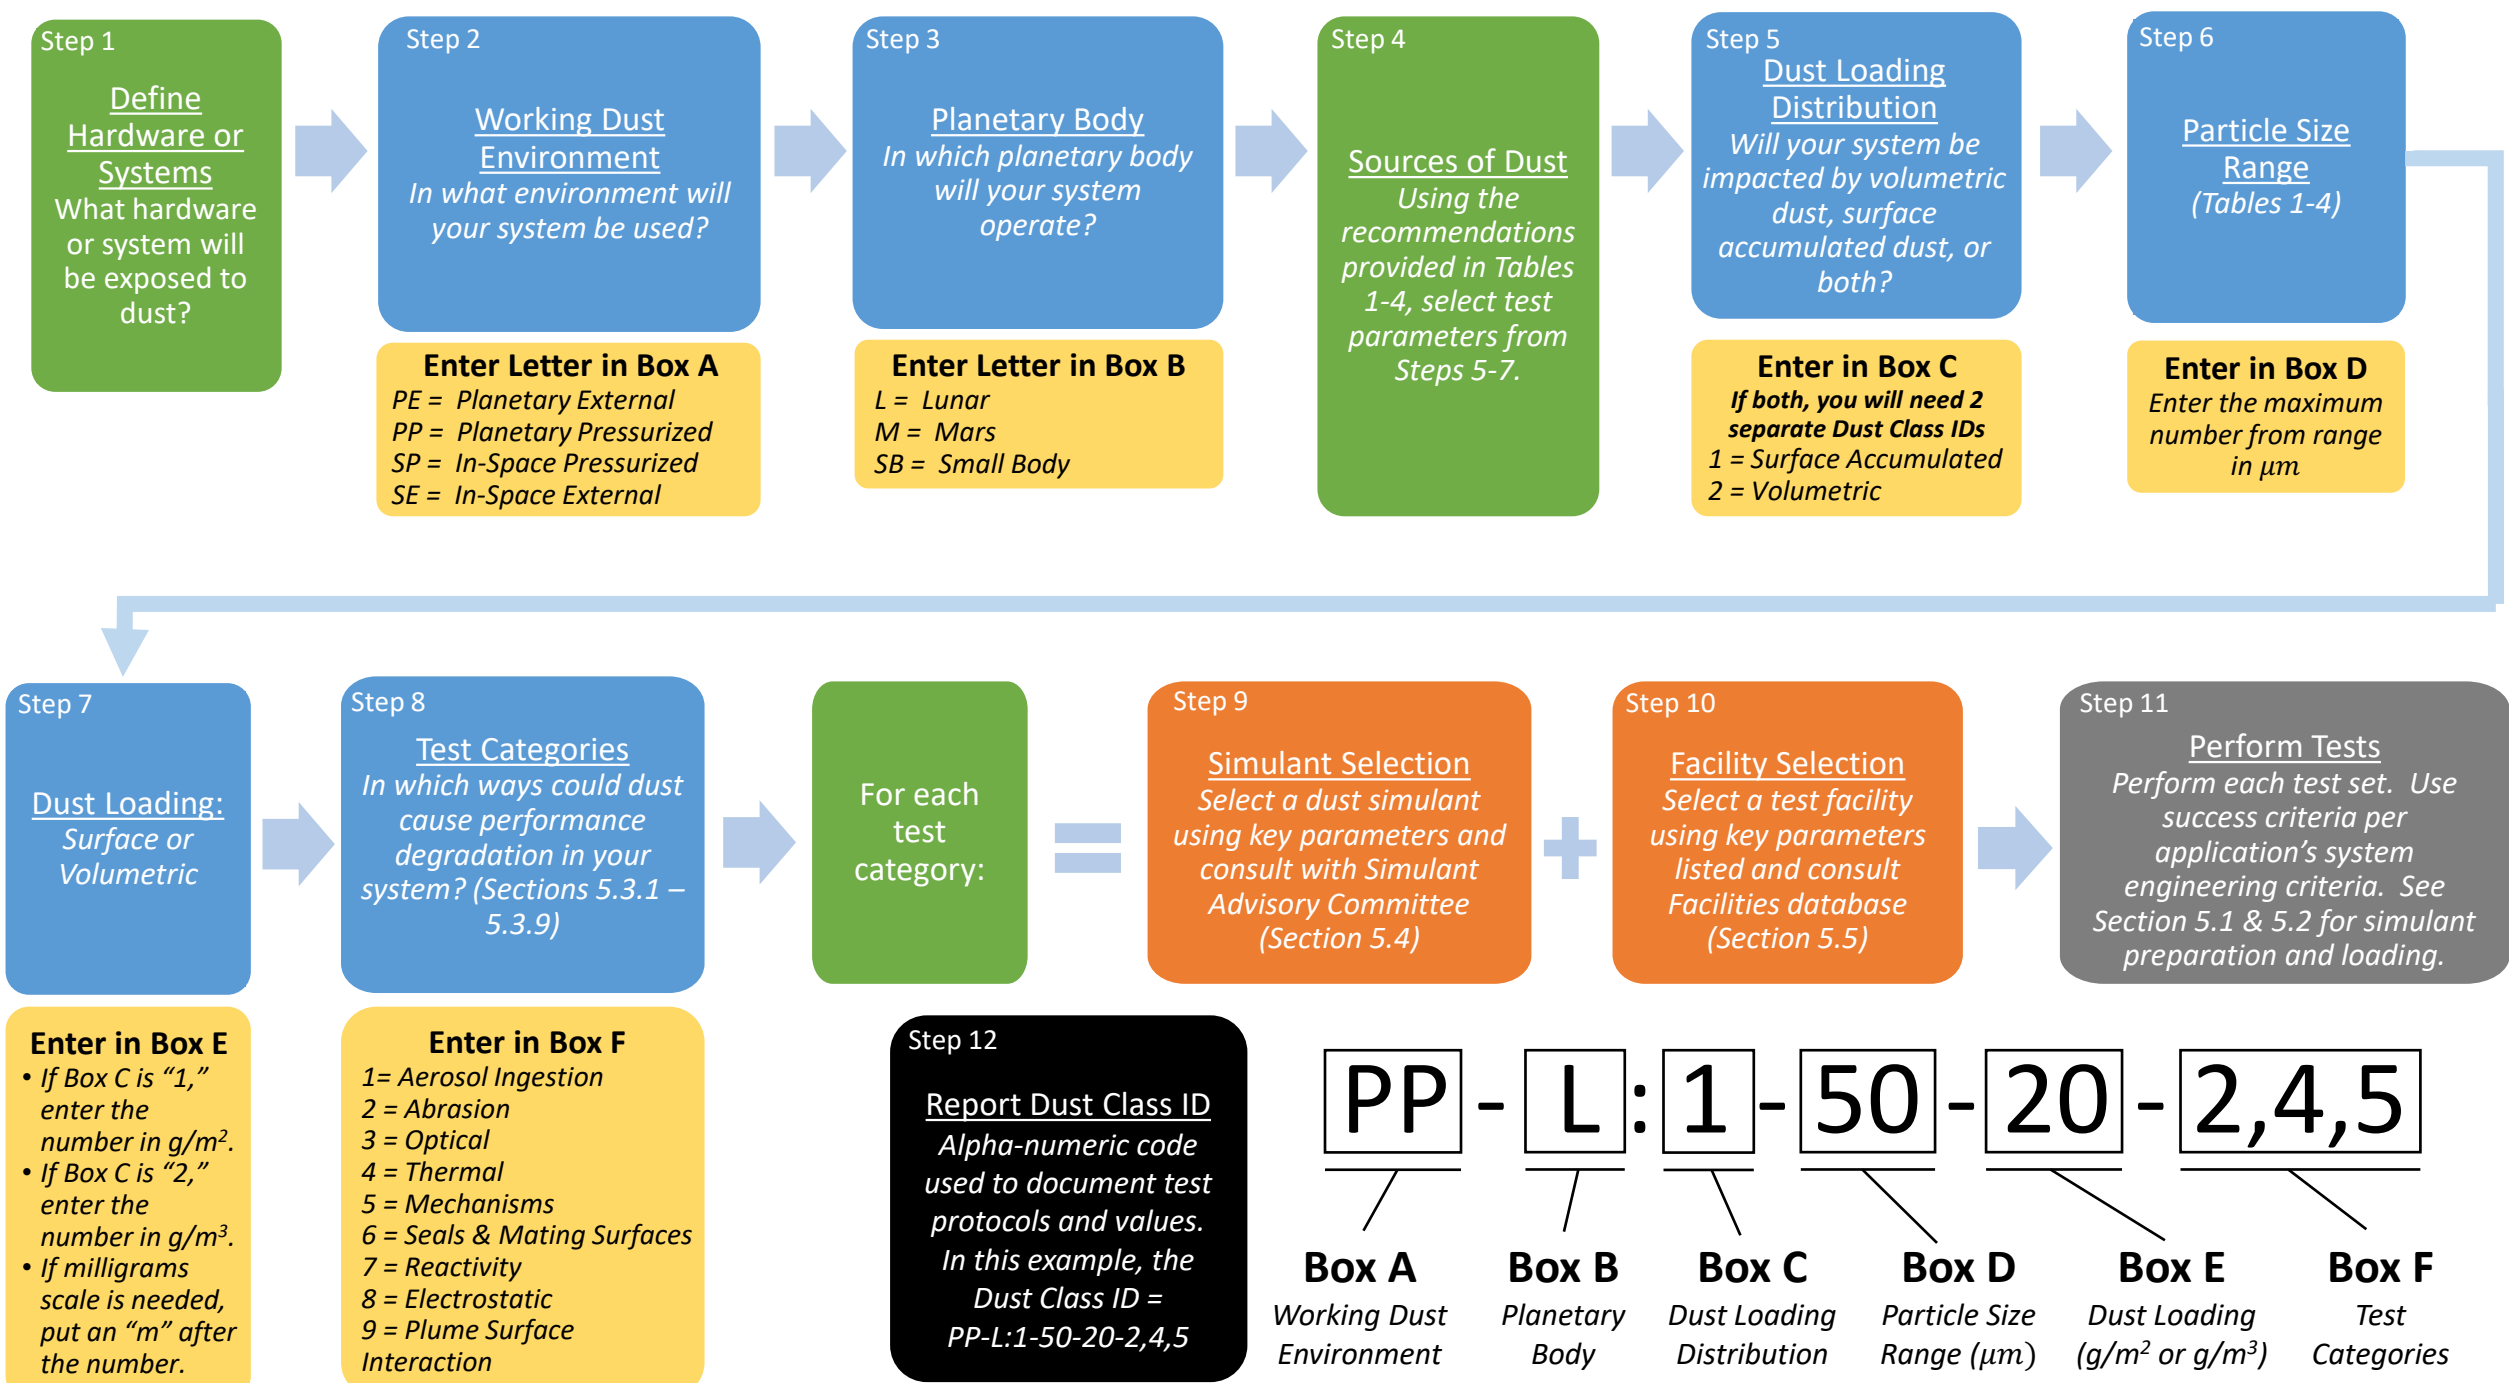 Step 1
Define
Hardware or
Systems
What hardware
or system will
be exposed to
dust?
Step 2
Working Dust
Environment
In what environment will
your system be used?
Enter Letter in Box A
PE = Planetary External
PP = Planetary Pressurized
SP = In-Space Pressurized
SE = In-Space External
Step 3
Planetary Body
In which planetary body
will your system
operate?
Enter Letter in Box B
L = Lunar
M = Mars
SB = Small Body
Step 4
Sources of Dust
Using the
recommendations
provided in Tables
1-4, select test
parameters from
Steps 5-7.
Step 5
Dust Loading
Distribution
Will your system be
impacted by volumetric
dust, surface
accumulated dust, or
both?
Enter in Box C
If both, you will need 2
separate Dust Class IDs
1 = Surface Accumulated
2 = Volumetric
Step 6
Particle Size
Range
(Tables 1-4)
Enter in Box D
Enter the maximum
number from range
in μm
Step 7
Dust Loading:
Surface or
Volumetric
Enter in Box E
• If Box C is “1,”
enter the
number in g/m².
• If Box C is “2,”
enter the
number in g/m³.
• If milligrams
scale is needed,
put an “m” after
the number.
Step 8
Test Categories
In which ways could dust
cause performance
degradation in your
system? (Sections 5.3.1 –
5.3.9)
Enter in Box F
1= Aerosol Ingestion
2 = Abrasion
3 = Optical
4 = Thermal
5 = Mechanisms
6 = Seals & Mating Surfaces
7 = Reactivity
8 = Electrostatic
9 = Plume Surface
Interaction
For each
test
category:
Step 9
Simulant Selection
Select a dust simulant
using key parameters and
consult with Simulant
Advisory Committee
(Section 5.4)
Step 10
Facility Selection
Select a test facility
using key parameters
listed and consult
Facilities database
(Section 5.5)
Step 11
Perform Tests
Perform each test set. Use
success criteria per
application’s system
engineering criteria. See
Section 5.1 & 5.2 for simulant
preparation and loading.
Step 12
Report Dust Class ID
Alpha-numeric code
used to document test
protocols and values.
In this example, the
Dust Class ID =
PP-L:1-50-20-2,4,5
PP - L : 1 - 50 - 20 - 2,4,5
Box A
Working Dust
Environment
Box B
Planetary
Body
Box C
Dust Loading
Distribution
Box D
Particle Size
Range (μm)
Box E
Dust Loading
(g/m² or g/m³)
Box F
Test
Categories